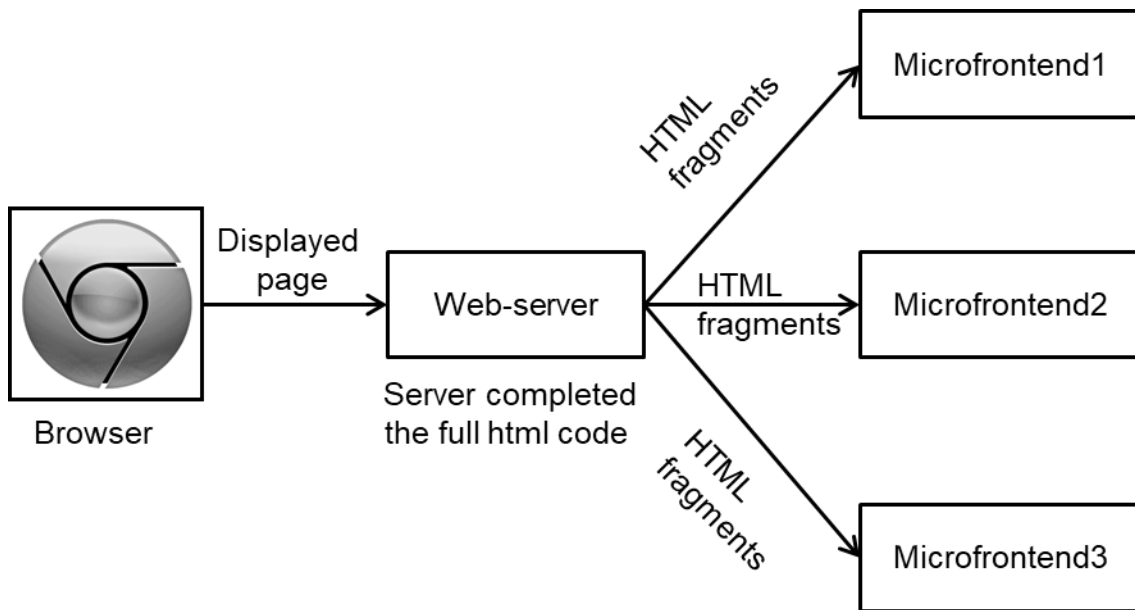 Microfrontend1
HTML
fragments
Displayed
page
Web-server
HTML
fragments
Microfrontend2
Server completed
the full html code
Browser
HTML
fragments
Microfrontend3